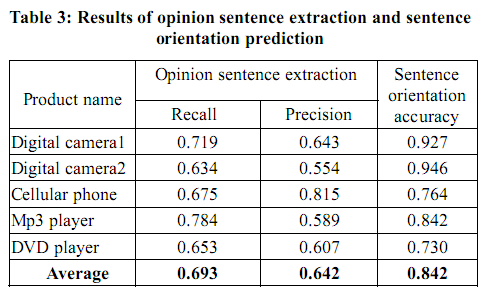 Table 3: Results of opinion sentence extraction and sentence
orientation prediction
Product name Opinion sentence extraction Sentence orientation accuracy
Recall Precision
Digital camera1 0.719 0.643 0.927
Digital camera2 0.634 0.554 0.946
Cellular phone 0.675 0.815 0.764
Mp3 player 0.784 0.589 0.842
DVD player 0.653 0.607 0.730
Average 0.693 0.642 0.842